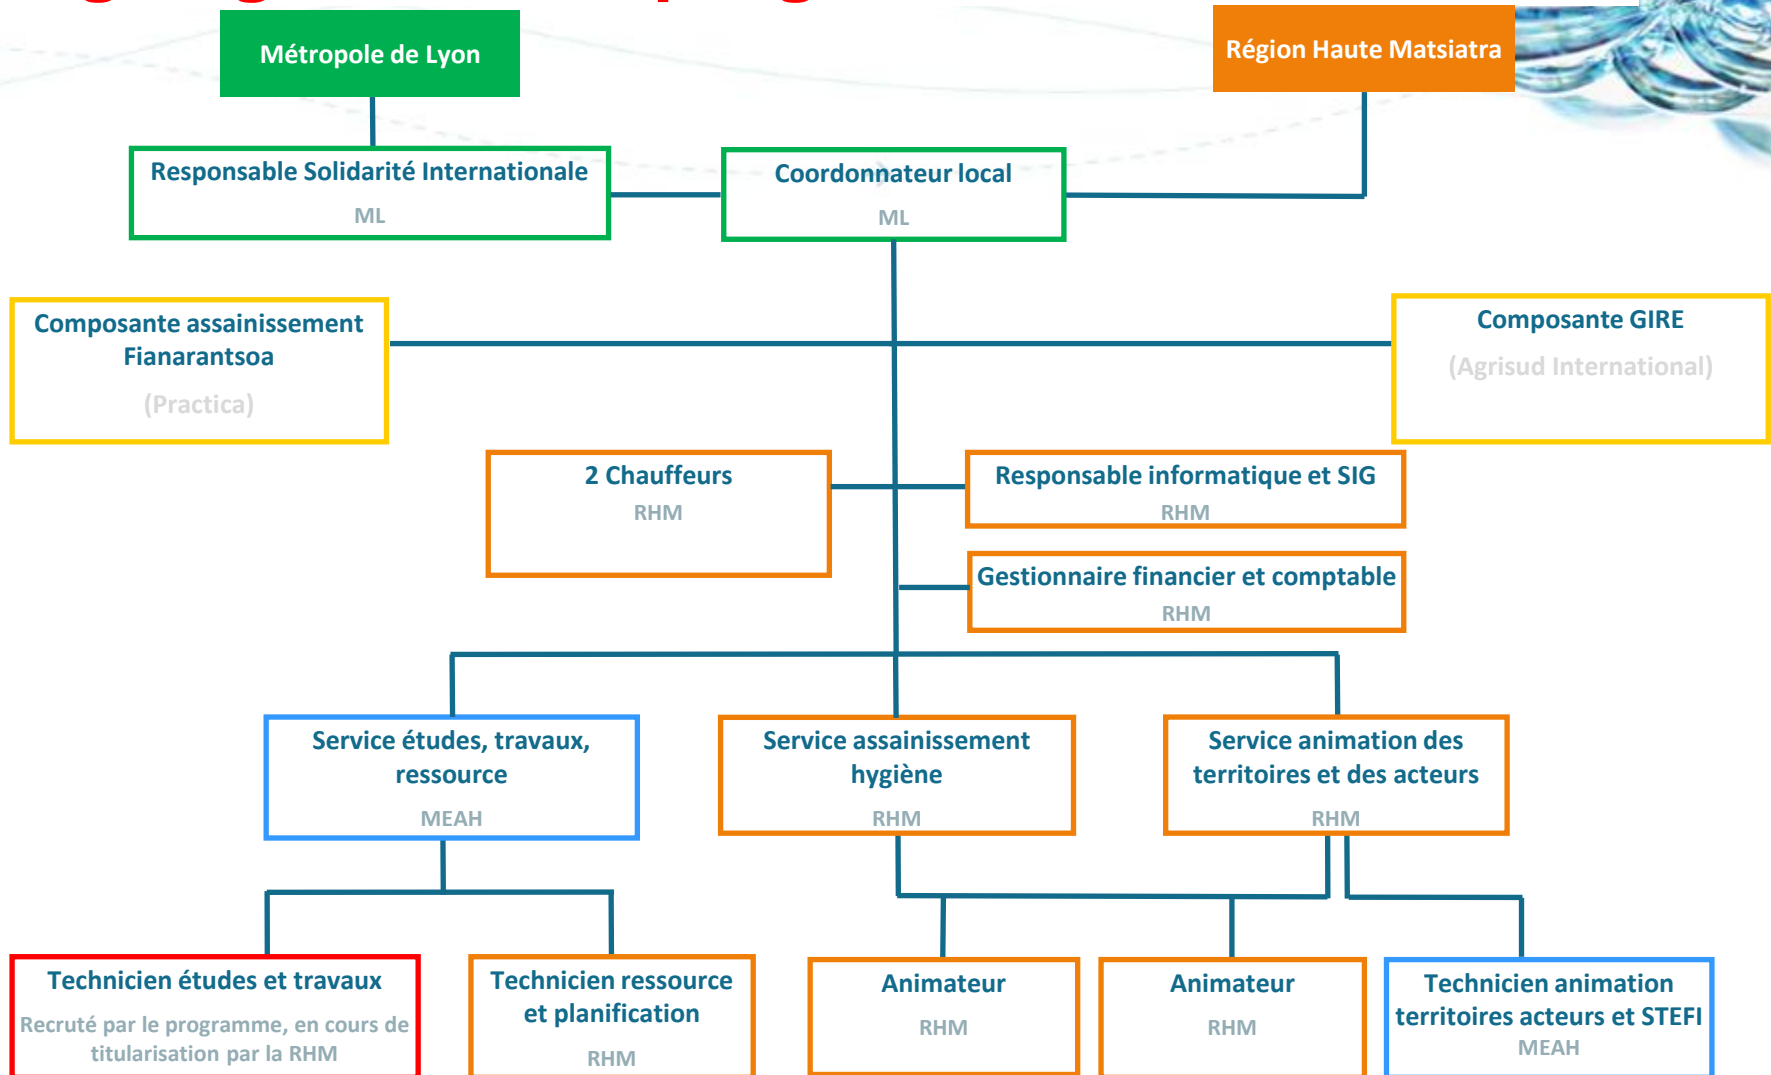 Métropole de Lyon
Région Haute Matsiatra
Responsable Solidarité Internationale
ML
Coordonnateur local
ML
Composante assainissement
Fianarantsoa
(Practica)
Composante GIRE
(Agrisud International)
2 Chauffeurs
RHM
Responsable informatique et SIG
RHM
Gestionnaire financier et comptable
RHM
Service études, travaux,
ressource
MEAH
Service assainissement
hygiène
RHM
Service animation des
territoires et des acteurs
RHM
Technicien études et travaux
Recruté par le programme, en cours de
titularisation par la RHM
Technicien ressource
et planification
RHM
Animateur
RHM
Animateur
RHM
Technicien animation
territoires acteurs et STEFI
MEAH